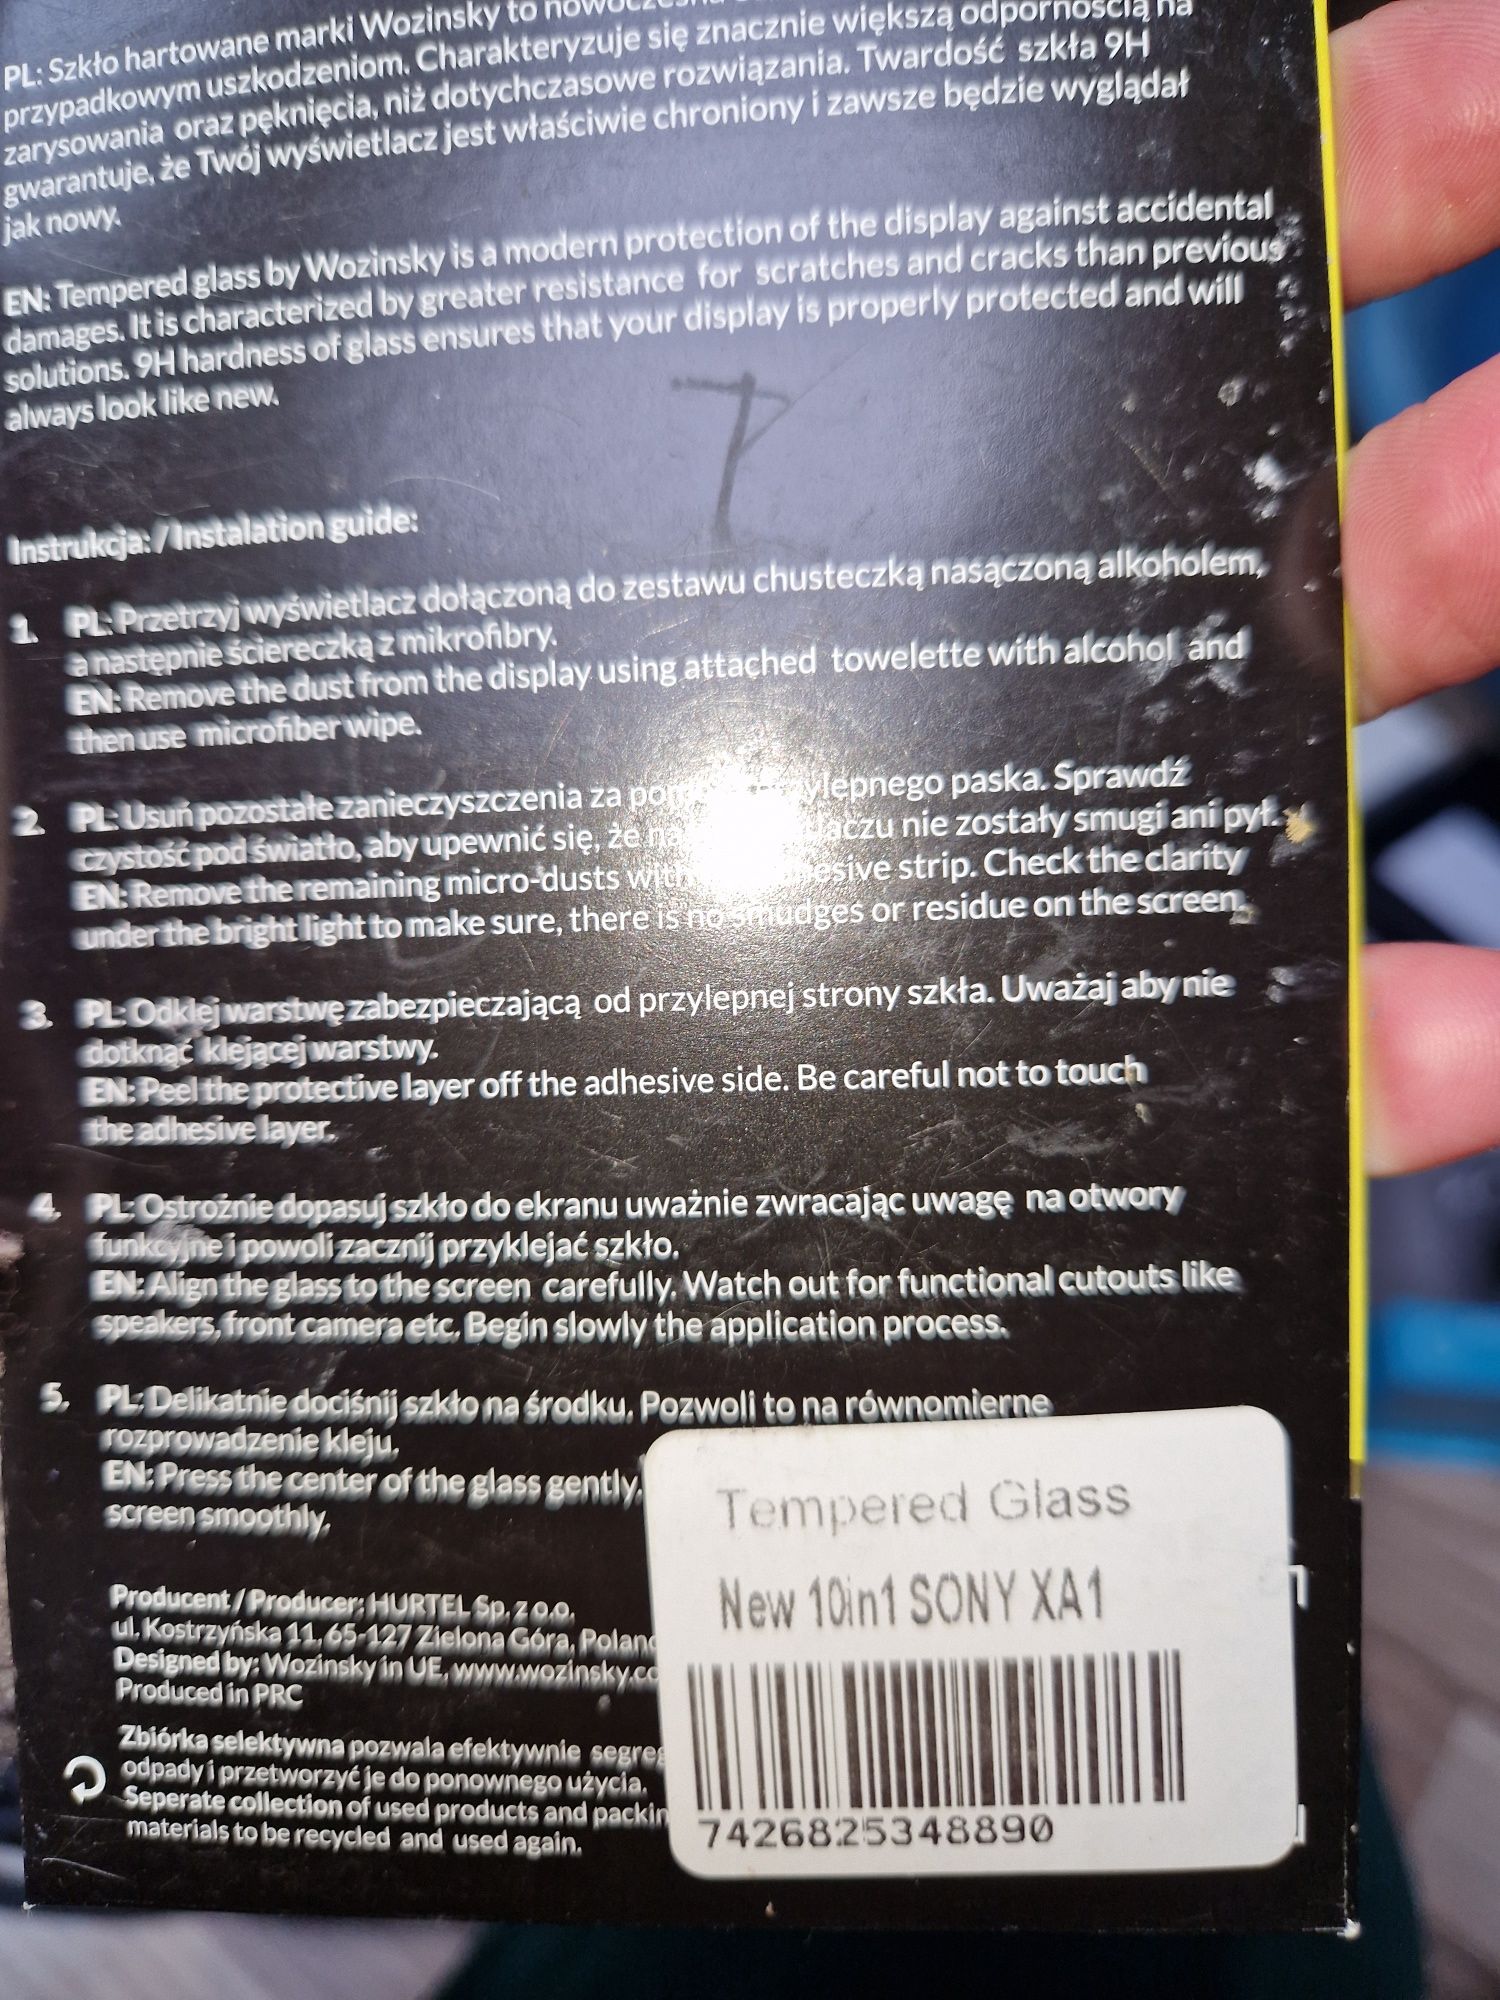 PL: Szkło hartowane marki Wozinsky to
przypadkowym uszkodzeniom. Charakteryzuje się znacznie większą odpornością na
zarysowania oraz pęknięcia, niż dotychczasowe rozwiązania. Twardość szkła 9H
gwarantuje, że Twój wyświetlacz jest właściwie chroniony i zawsze będzie wyglądał
jak nowy.
EN: Tempered glass by Wozinsky is a modern protection of the display against accidental
damages. It is characterized by greater resistance for scratches and cracks than previous
solutions. 9H hardness of glass ensures that your display is properly protected and will
always look like new.
Instrukcja: / Instalation guide:
1. PL: Przetrzyj wyświetlacz dołączoną do zestawu chusteczką nasączoną alkoholem,
a następnie ściereczką z mikrofibry.
EN: Remove the dust from the display using attached towelette with alcohol and
then use microfiber wipe.
2. PL: Usuń pozostałe zanieczyszczenia za paska. Sprawdź
czystość pod światło, aby upewnić się, że na nie zostały smugi ani pył.
EN: Remove the remaining micro-dusts strip. Check the clarity
under the bright light to make sure, there is no smudges or residue on the screen.
3. PL: Odklej warstwę zabezpieczającą od przylepnej strony szkła. Uważaj aby nie
dotknąć klejącej warstwy.
EN: Peel the protective layer off the adhesive side. Be careful not to touch
the adhesive layer.
4. PL: Ostrożnie dopasuj szkło do ekranu uważnie zwracając uwagę na otwory
funkcyjne i powoli zacznij przyklejać szkło.
EN: Align the glass to the screen carefully. Watch out for functional cutouts like
speakers, front camera etc. Begin slowly the application process.
5. PL: Delikatnie dociśnij szkło na środku. Pozwoli to na równomierne
rozprowadzenie kleju.
EN: Press the center of the glass gently.
screen smoothly.
Producent / Producer: HURTEL Sp. z o.o.
ul. Kostrzyńska 11, 65-127 Zielona Góra, Poland
Designed by: Wozinsky in UE, www.wozinsky.co
Produced in PRC
Zbiórka selektywna pozwala efektywnie segreg
odpady i przetworzyć je do ponownego użycia.
Seperate collection of used products and packin
materials to be recycled and used again.
Tempered Glass
New 10in1 SONY XA1
7426825348890